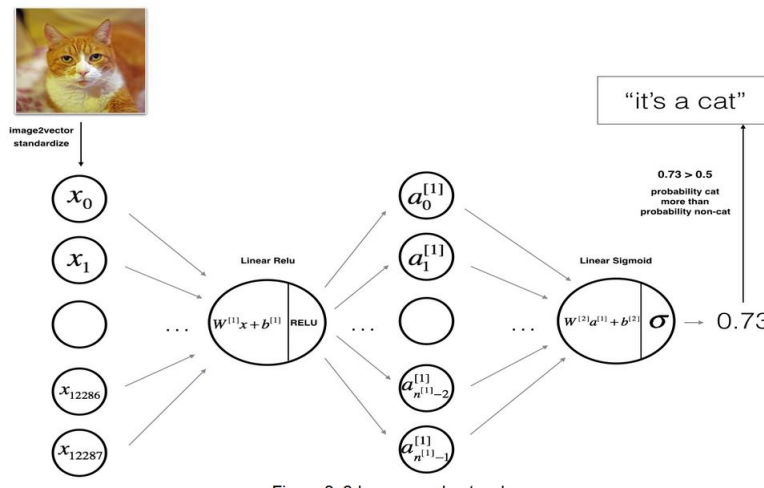 "it's a cat"
image2vector
standardize
0.73 > 0.5
probability cat
more than
probability non-cat
x₀
a₀^[1]
x₁
a₁^[1]
Linear Relu
Linear Sigmoid
W^[1]x + b^[1] RELU
...
...
...
W^[2]a^[1] + b^[2] σ
0.73
x₁₂₂₈₆
a^[1]_{n^[1]−2}
x₁₂₂₈₇
a^[1]_{n^[1]−1}